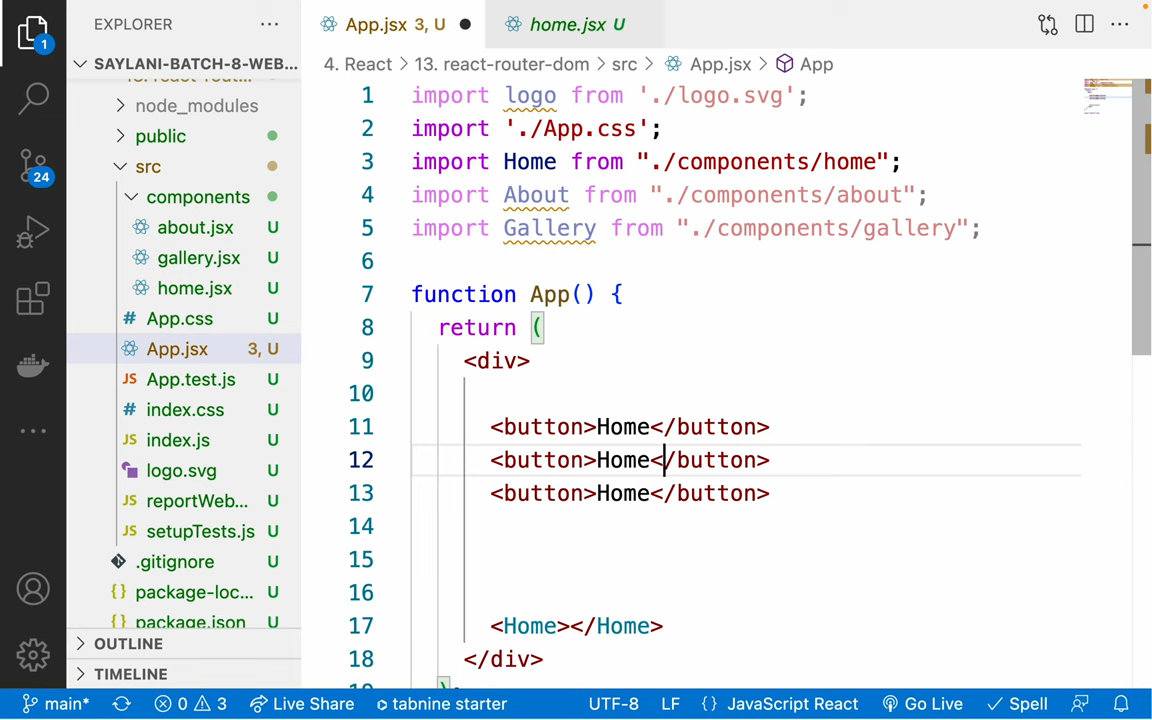 EXPLORER
SAYLANI-BATCH-8-WEB...
node_modules
public
src
components
about.jsx U
gallery.jsx U
home.jsx U
# App.css U
App.jsx 3, U
JS App.test.js U
# index.css U
JS index.js U
logo.svg U
JS reportWeb... U
JS setupTests.js U
.gitignore U
{} package-loc... U
{} package.json U
OUTLINE
TIMELINE
1
24
App.jsx 3, U
home.jsx U
4. React > 13. react-router-dom > src > App.jsx > App
1 import logo from './logo.svg';
2 import './App.css';
3 import Home from "./components/home";
4 import About from "./components/about";
5 import Gallery from "./components/gallery";
6
7 function App() {
8 return (
9 <div>
10
11 <button>Home</button>
12 <button>Home</button>
13 <button>Home</button>
14
15
16
17 <Home></Home>
18 </div>
main* 0 3 Live Share tabnine starter UTF-8 LF {} JavaScript React Go Live Spell